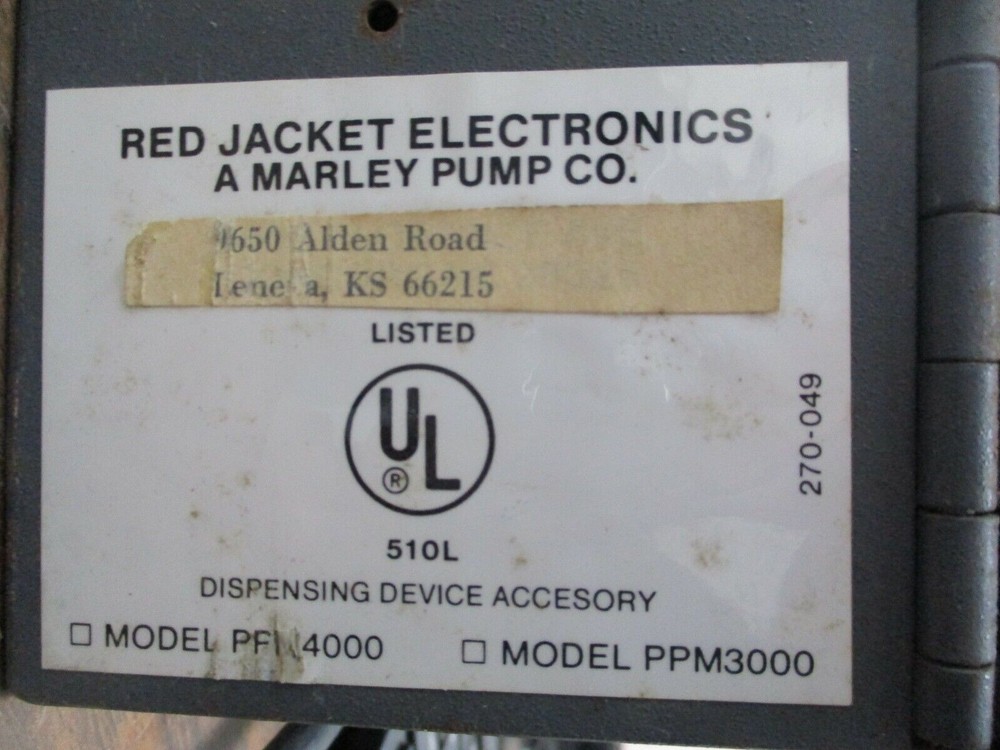 RED JACKET ELECTRONICS
A MARLEY PUMP CO.
Alden Road
KS 66215
LISTED
UL
®
510L
DISPENSING DEVICE ACCESORY
☐ MODEL 4000
☐ MODEL PPM3000
270-049